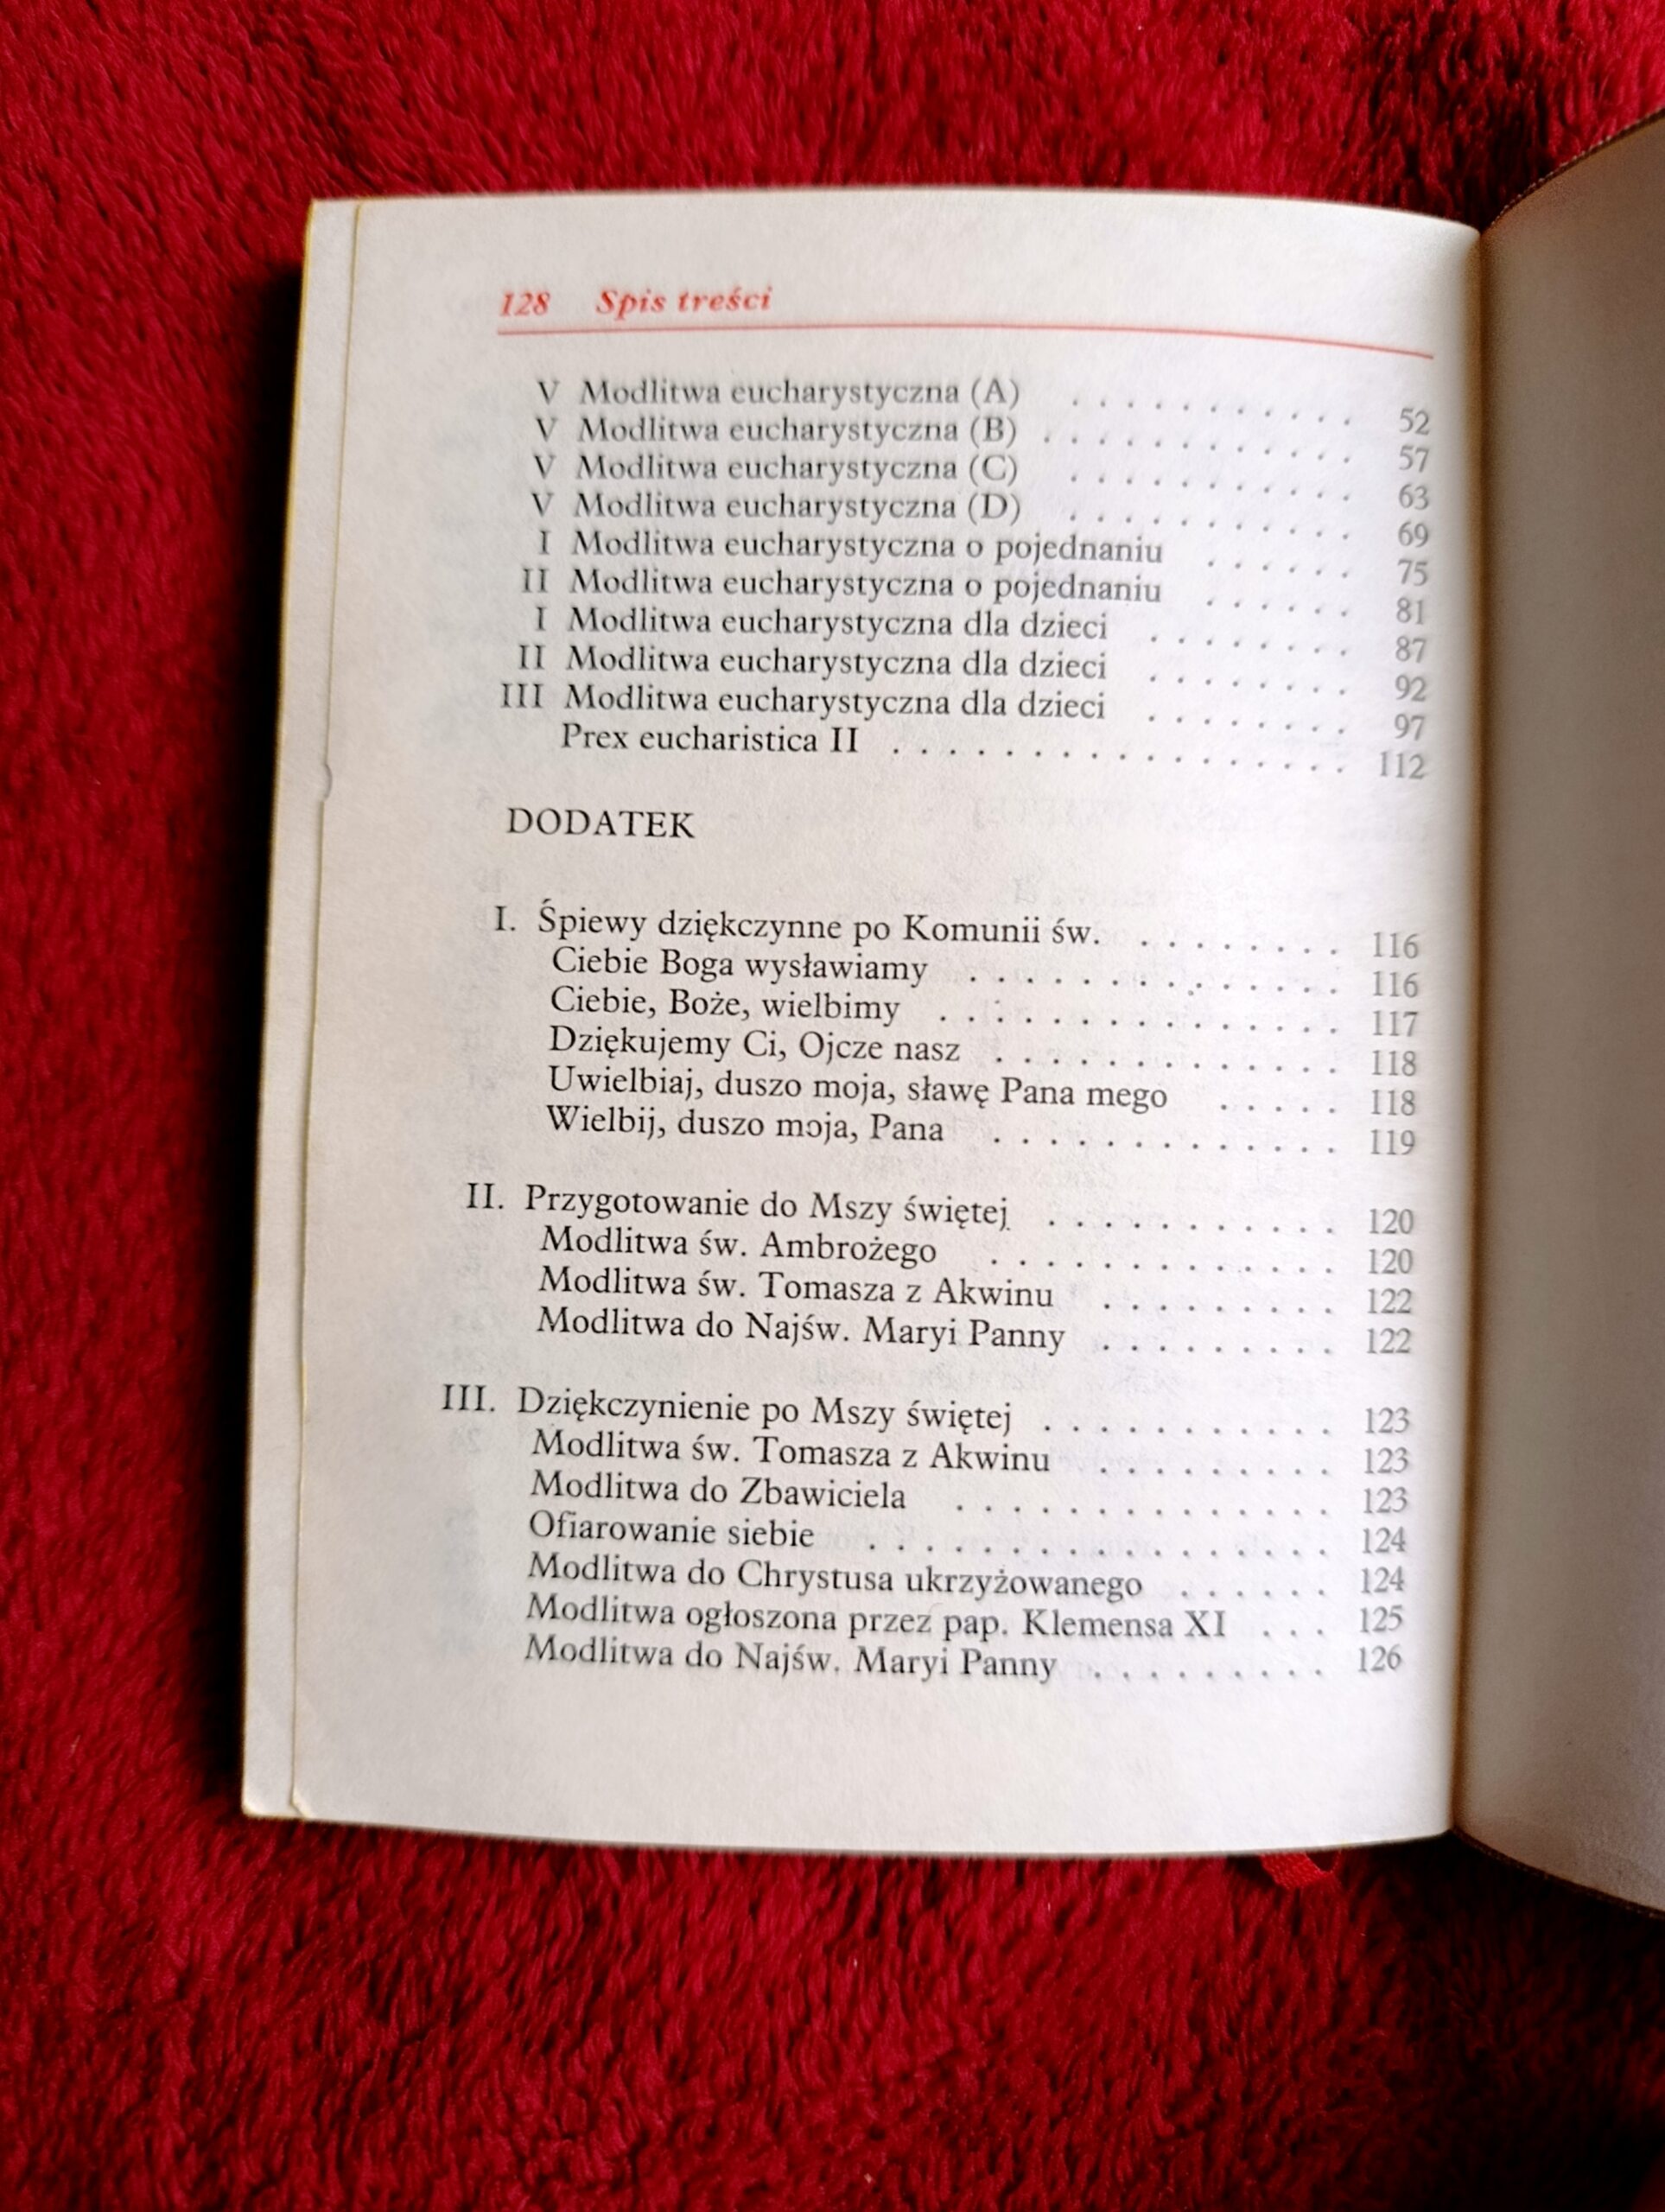 128 Spis treści
V Modlitwa eucharystyczna (A) . . . . . . . . . . . 52
V Modlitwa eucharystyczna (B) . . . . . . . . . . . . 57
V Modlitwa eucharystyczna (C) . . . . . . . . . . . 63
V Modlitwa eucharystyczna (D) . . . . . . . . . . . 69
I Modlitwa eucharystyczna o pojednaniu . . . . . . 75
II Modlitwa eucharystyczna o pojednaniu . . . . . . 81
I Modlitwa eucharystyczna dla dzieci . . . . . . . . 87
II Modlitwa eucharystyczna dla dzieci . . . . . . . . 92
III Modlitwa eucharystyczna dla dzieci . . . . . . . . 97
Prex eucharistica II . . . . . . . . . . . . . . . . . 112
DODATEK
I. Śpiewy dziękczynne po Komunii św. . . . . . . . . 116
Ciebie Boga wysławiamy . . . . . . . . . . . . . . 116
Ciebie, Boże, wielbimy . . . . . . . . . . . . . . . 117
Dziękujemy Ci, Ojcze nasz . . . . . . . . . . . . . 118
Uwielbiaj, duszo moja, sławę Pana mego . . . . . 118
Wielbij, duszo moja, Pana . . . . . . . . . . . . . 119
II. Przygotowanie do Mszy świętej . . . . . . . . . . . 120
Modlitwa św. Ambrożego . . . . . . . . . . . . . 120
Modlitwa św. Tomasza z Akwinu . . . . . . . . . 122
Modlitwa do Najśw. Maryi Panny . . . . . . . . . 122
III. Dziękczynienie po Mszy świętej . . . . . . . . . . . 123
Modlitwa św. Tomasza z Akwinu . . . . . . . . . 123
Modlitwa do Zbawiciela . . . . . . . . . . . . . . 123
Ofiarowanie siebie . . . . . . . . . . . . . . . . . 124
Modlitwa do Chrystusa ukrzyżowanego . . . . . . 124
Modlitwa ogłoszona przez pap. Klemensa XI . . . 125
Modlitwa do Najśw. Maryi Panny . . . . . . . . . 126